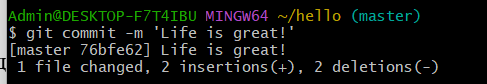 Admin@DESKTOP-F7T4IBU MINGW64 ~/hello (master)
$ git commit -m 'Life is great!'
[master 76bfe62] Life is great!
 1 file changed, 2 insertions(+), 2 deletions(-)